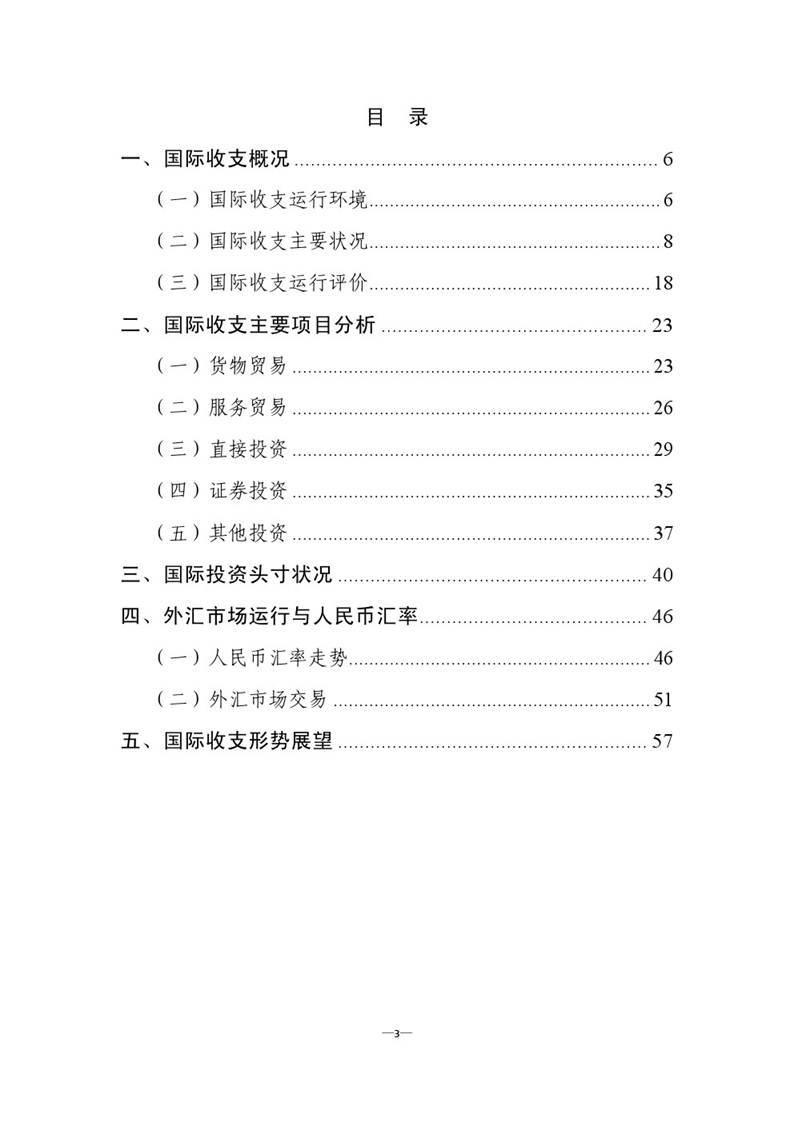 目 录
一、国际收支概况 6
（一）国际收支运行环境 6
（二）国际收支主要状况 8
（三）国际收支运行评价 18
二、国际收支主要项目分析 23
（一）货物贸易 23
（二）服务贸易 26
（三）直接投资 29
（四）证券投资 35
（五）其他投资 37
三、国际投资头寸状况 40
四、外汇市场运行与人民币汇率 46
（一）人民币汇率走势 46
（二）外汇市场交易 51
五、国际收支形势展望 57
—3—